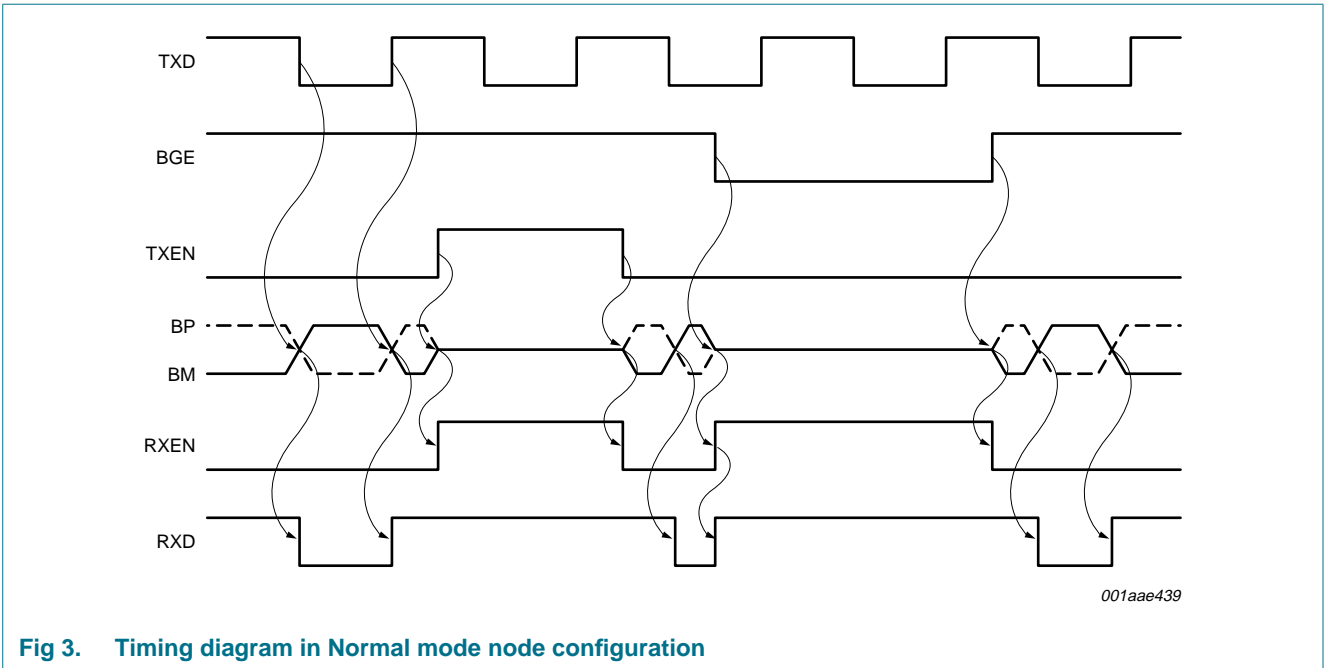 TXD
BGE
TXEN
BP
BM
RXEN
RXD
001aae439
Fig 3. Timing diagram in Normal mode node configuration